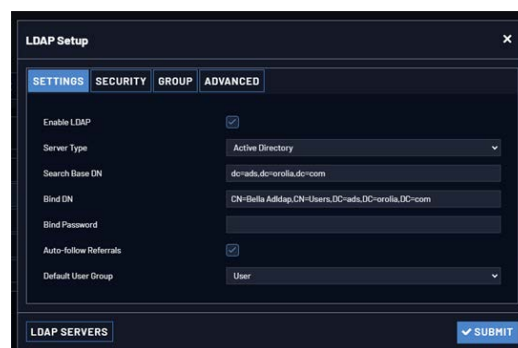 LDAP Setup
SETTINGS SECURITY GROUP ADVANCED
Enable LDAP
Server Type Active Directory
Search Base DN dc=ads,dc=orolia,dc=com
Bind DN CN=Bella Adldap,CN=Users,DC=ads,DC=orolia,DC=com
Bind Password
Auto-follow Referrals
Default User Group User
LDAP SERVERS SUBMIT